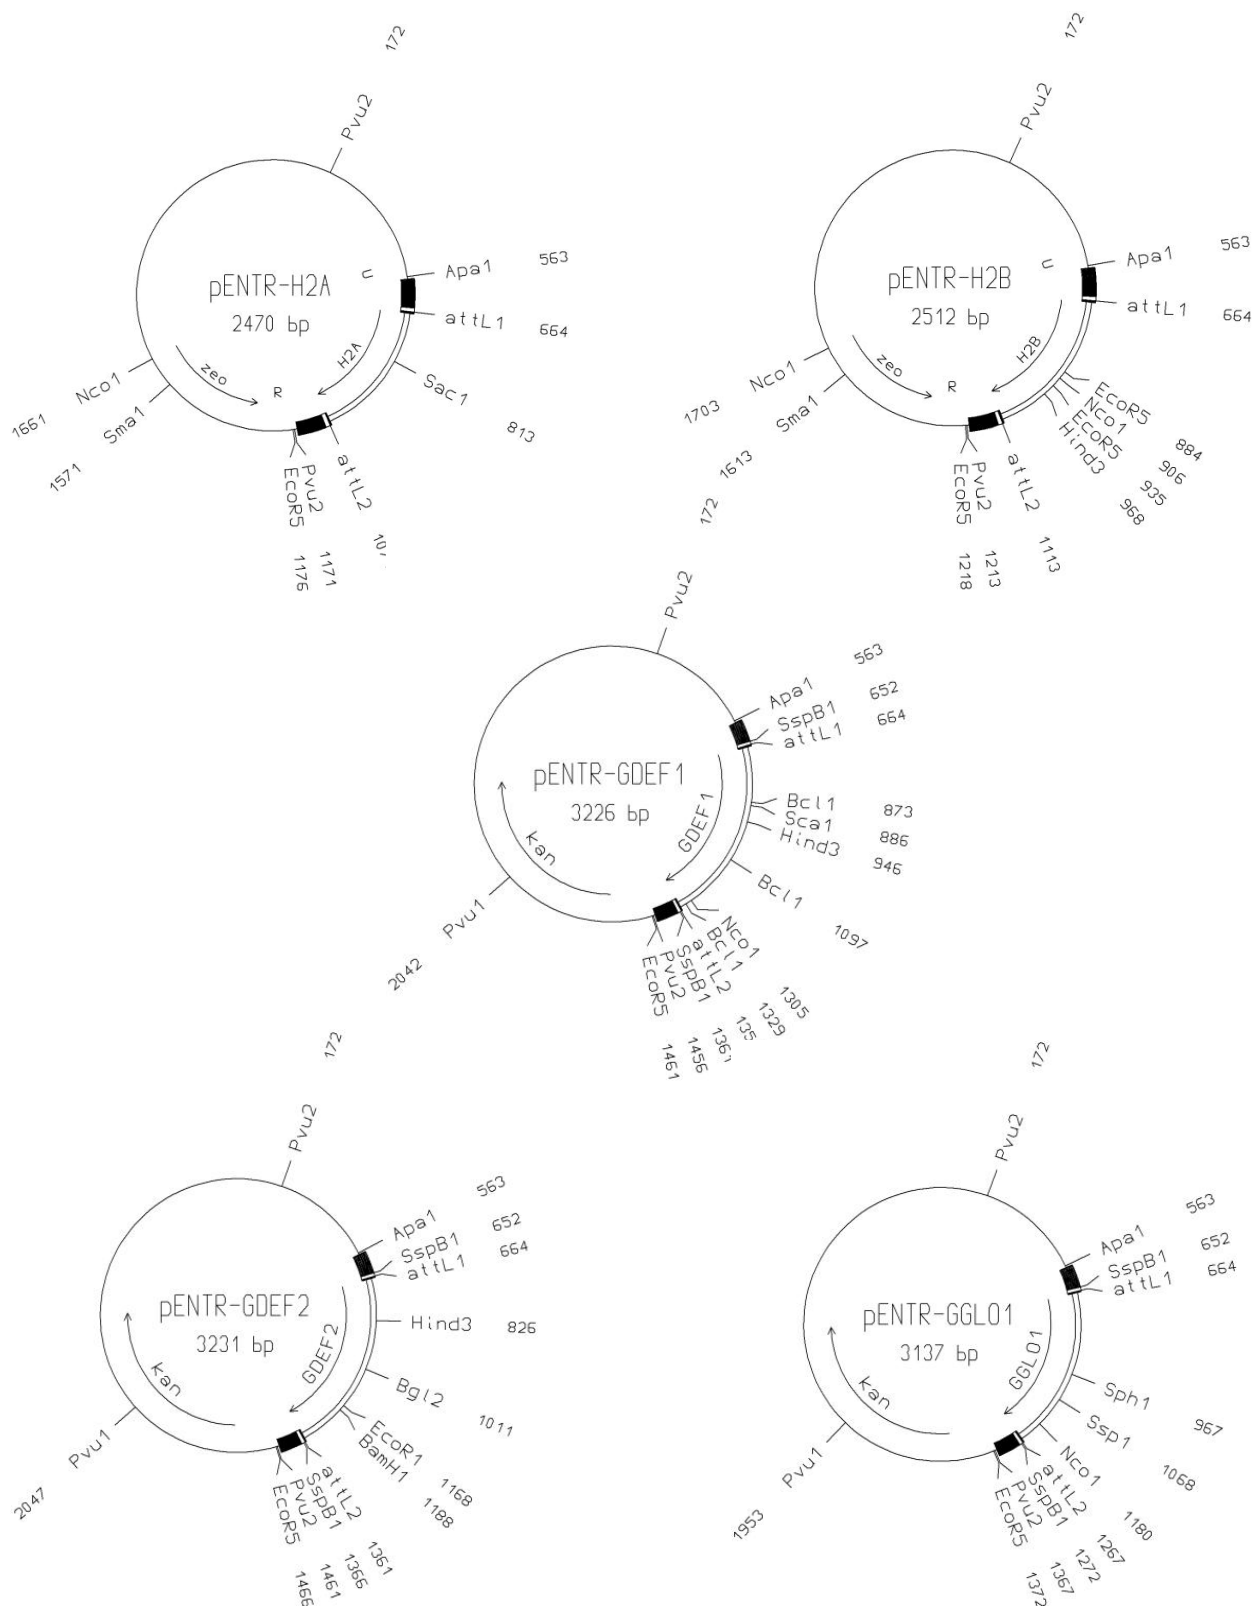 172
Pvu2
Apa1 563
attL1 664
Sac1 813
pENTR-H2A
2470 bp
U
H2A
zeo
R
Nco1 1661
Sma1 1571
attL2
Pvu2 1171
EcoR5 1176
172
Pvu2
Apa1 563
attL1 664
pENTR-H2B
2512 bp
U
H2B
zeo
R
Nco1 1703
Sma1 1613
EcoR5 884
Nco1 906
EcoR5 935
Hind3 968
attL2 1113
Pvu2 1213
EcoR5 1218
172
Pvu2
Apa1 563
SspB1 652
attL1 664
pENTR-GDEF1
3226 bp
GDEF1
kan
Bcl1 873
Sca1 886
Hind3 946
Bcl1 1097
Nco1 1305
Bcl1 1329
attL2
SspB1
Pvu2 1456
EcoR5 1461
Pvu1 2042
172
Pvu2
Apa1 563
SspB1 652
attL1 664
pENTR-GDEF2
3231 bp
GDEF2
kan
Hind3 826
Bgl2 1011
EcoR1 1168
BamH1 1188
attL2 1361
SspB1 1366
Pvu2 1461
EcoR5 1466
Pvu1 2047
172
Pvu2
Apa1 563
SspB1 652
attL1 664
pENTR-GGLO1
3137 bp
GGLO1
kan
Sph1 967
Ssp1 1068
Nco1 1180
attL2 1267
SspB1 1272
Pvu2 1367
EcoR5 1372
Pvu1 1953